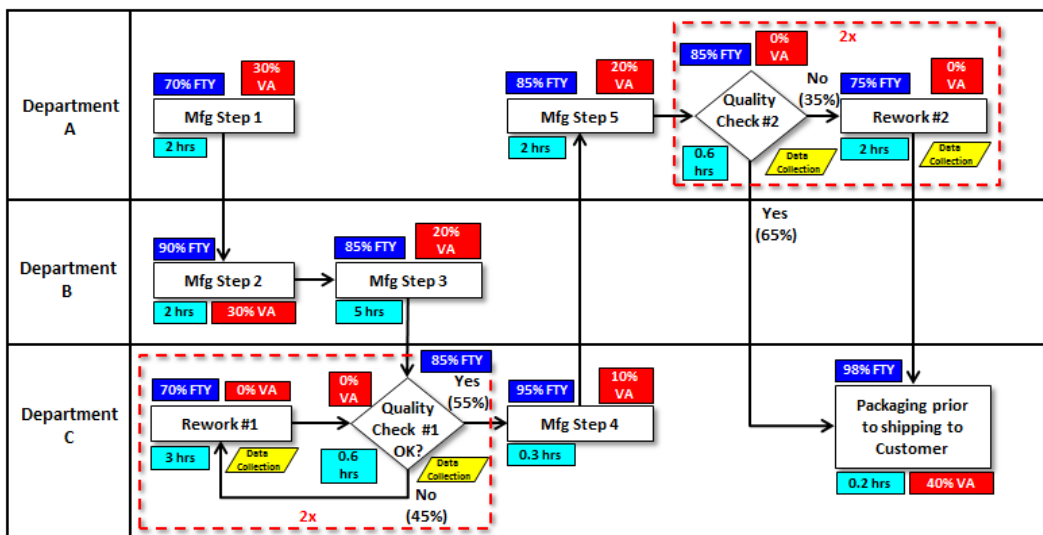 Department
A
70% FTY
30%
VA
Mfg Step 1
2 hrs
85% FTY
20%
VA
Mfg Step 5
2 hrs
2x
85% FTY
0%
VA
Quality
Check #2
0.6
hrs
Data
Collection
No
(35%)
75% FTY
0%
VA
Rework #2
2 hrs
Data
Collection
Yes
(65%)
Department
B
90% FTY
Mfg Step 2
2 hrs
30% VA
85% FTY
20%
VA
Mfg Step 3
5 hrs
Department
C
70% FTY
0% VA
Rework #1
3 hrs
Data
Collection
0%
VA
85% FTY
Quality
Check #1
OK?
0.6
hrs
Data
Collection
Yes
(55%)
No
(45%)
2x
95% FTY
10%
VA
Mfg Step 4
0.3 hrs
98% FTY
Packaging prior
to shipping to
Customer
0.2 hrs
40% VA